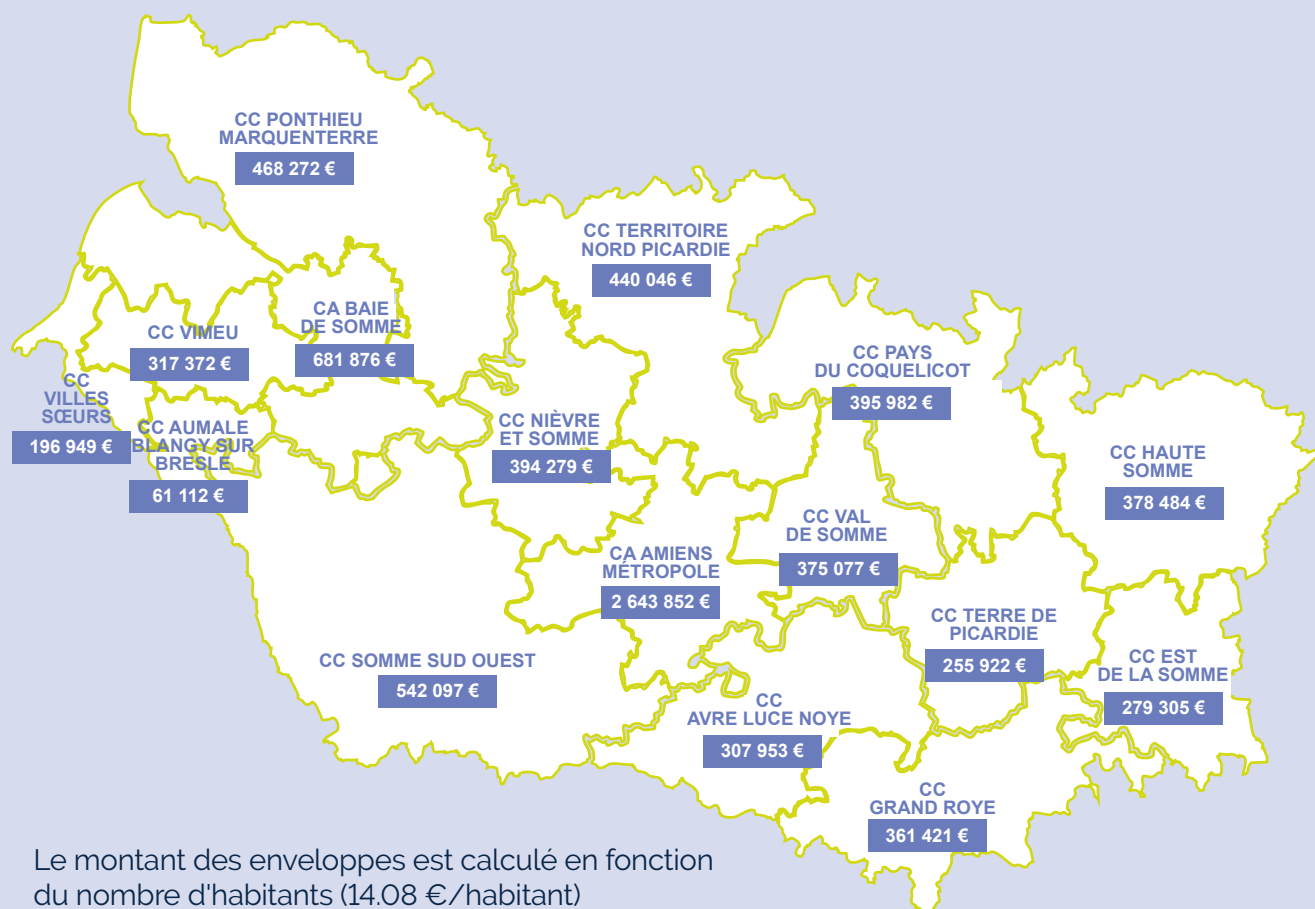 CC PONTHIEU
MARQUENTERRE
468 272 €
CC TERRITOIRE
NORD PICARDIE
440 046 €
CA BAIE
DE SOMME
681 876 €
CC VIMEU
317 372 €
CC PAYS
DU COQUELICOT
395 982 €
CC
VILLES
SŒURS
196 949 €
CC AUMALE
BLANGY SUR
BRESLE
61 112 €
CC NIÈVRE
ET SOMME
394 279 €
CC HAUTE
SOMME
378 484 €
CC VAL
DE SOMME
375 077 €
CA AMIENS
MÉTROPOLE
2 643 852 €
CC TERRE DE
PICARDIE
255 922 €
CC SOMME SUD OUEST
542 097 €
CC EST
DE LA SOMME
279 305 €
CC
AVRE LUCE NOYE
307 953 €
CC
GRAND ROYE
361 421 €
Le montant des enveloppes est calculé en fonction
du nombre d'habitants (14.08 €/habitant)